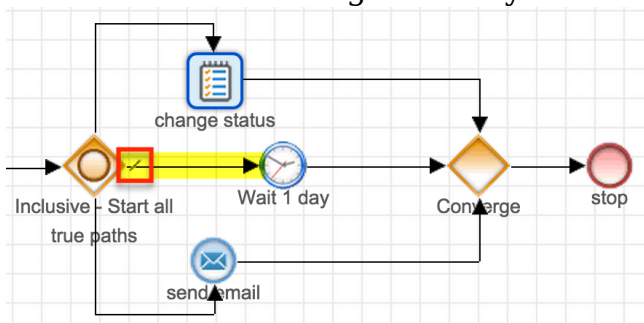 change status
Inclusive - Start all
true paths
Wait 1 day
Converge
stop
send email